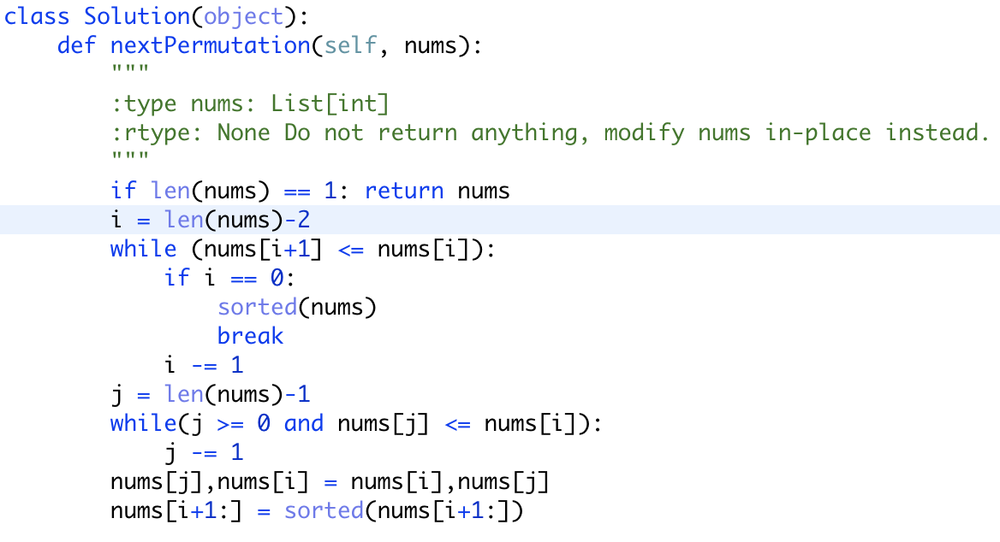 class Solution(object):
    def nextPermutation(self, nums):
        """
        :type nums: List[int]
        :rtype: None Do not return anything, modify nums in-place instead.
        """
        if len(nums) == 1: return nums
        i = len(nums)-2
        while (nums[i+1] <= nums[i]):
            if i == 0:
                sorted(nums)
                break
            i -= 1
        j = len(nums)-1
        while(j >= 0 and nums[j] <= nums[i]):
            j -= 1
        nums[j],nums[i] = nums[i],nums[j]
        nums[i+1:] = sorted(nums[i+1:])